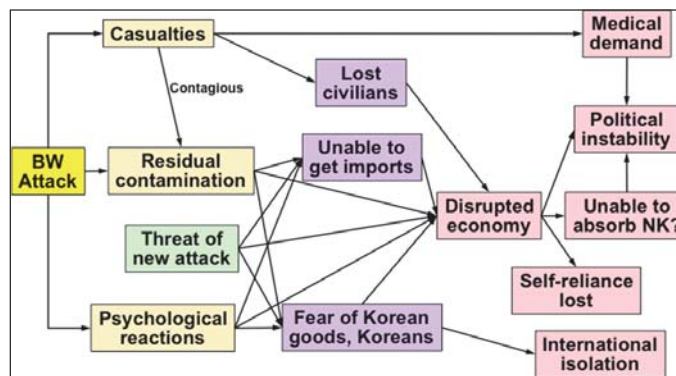 Casualties
Medical
demand
Contagious
Lost
civilians
Political
instability
BW
Attack
Residual
contamination
Unable to
get imports
Disrupted
economy
Unable to
absorb NK?
Threat of
new attack
Self-reliance
lost
Psychological
reactions
Fear of Korean
goods, Koreans
International
isolation